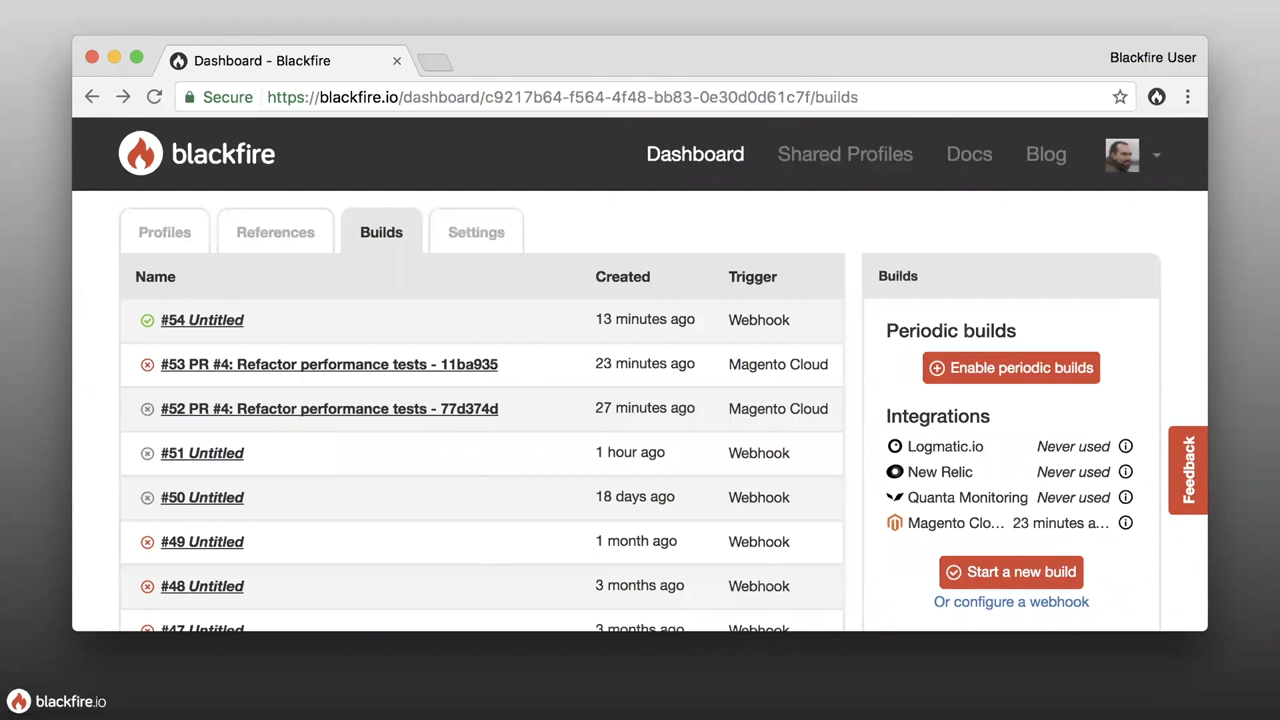 Dashboard - Blackfire
Blackfire User
Secure https://blackfire.io/dashboard/c9217b64-f564-4f48-bb83-0e30d0d61c7f/builds
blackfire
Dashboard Shared Profiles Docs Blog
Profiles References Builds Settings
Name Created Trigger
#54 Untitled 13 minutes ago Webhook
#53 PR #4: Refactor performance tests - 11ba935 23 minutes ago Magento Cloud
#52 PR #4: Refactor performance tests - 77d374d 27 minutes ago Magento Cloud
#51 Untitled 1 hour ago Webhook
#50 Untitled 18 days ago Webhook
#49 Untitled 1 month ago Webhook
#48 Untitled 3 months ago Webhook
#47 Untitled 3 months ago Webhook
Builds
Periodic builds
Enable periodic builds
Integrations
Logmatic.io Never used
New Relic Never used
Quanta Monitoring Never used
Magento Clo... 23 minutes a...
Start a new build
Or configure a webhook
Feedback
blackfire.io